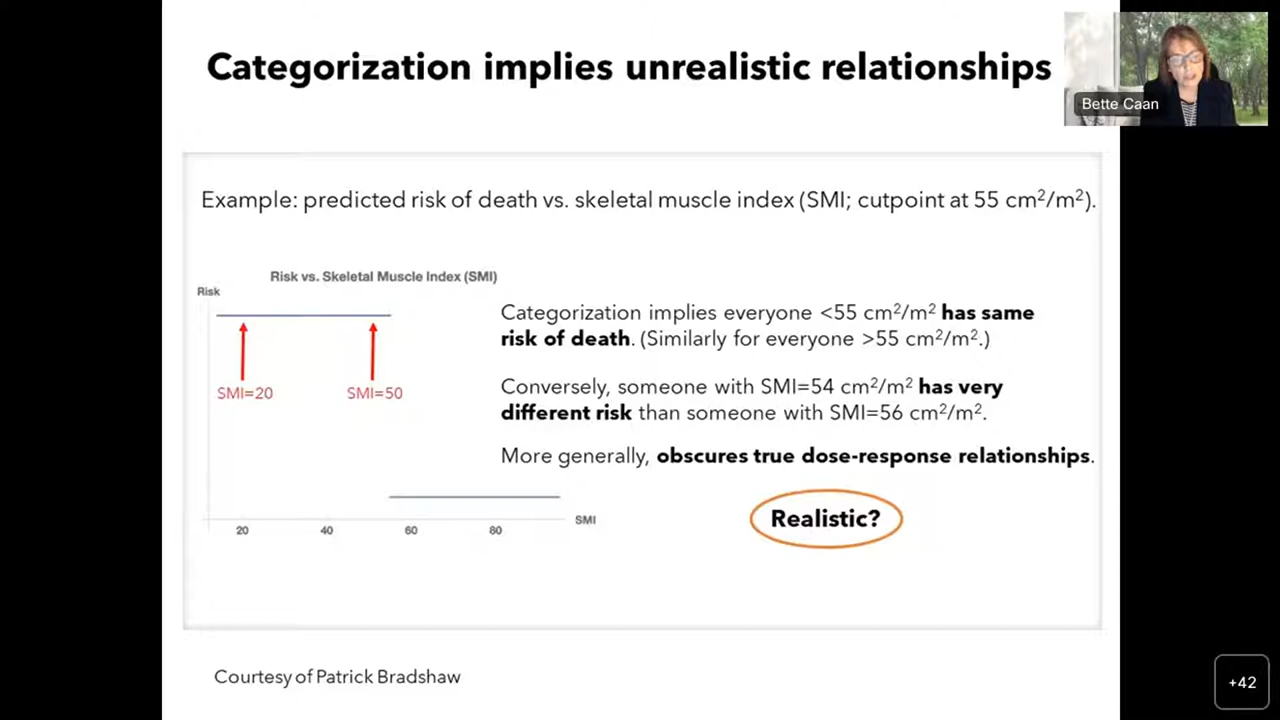 Categorization implies unrealistic relationships
Bette Caan
Example: predicted risk of death vs. skeletal muscle index (SMI; cutpoint at 55 cm²/m²).
Risk vs. Skeletal Muscle Index (SMI)
Risk
SMI=20
SMI=50
20
40
60
80
SMI
Categorization implies everyone <55 cm²/m² has same
risk of death. (Similarly for everyone >55 cm²/m².)
Conversely, someone with SMI=54 cm²/m² has very
different risk than someone with SMI=56 cm²/m².
More generally, obscures true dose-response relationships.
Realistic?
Courtesy of Patrick Bradshaw
+42